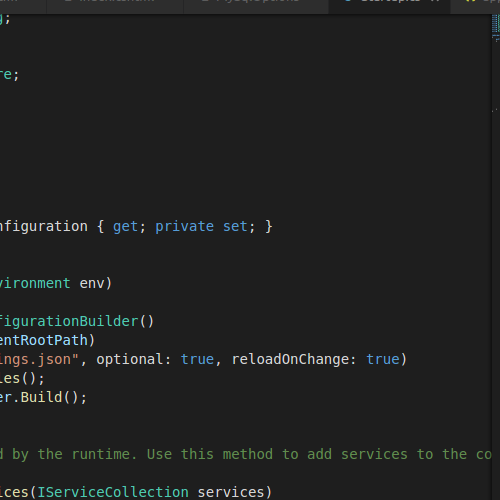 g;
re;
nfiguration { get; private set; }
vironment env)
figurationBuilder()
entRootPath)
ings.json", optional: true, reloadOnChange: true)
les();
er.Build();
d by the runtime. Use this method to add services to the co
ices(IServiceCollection services)